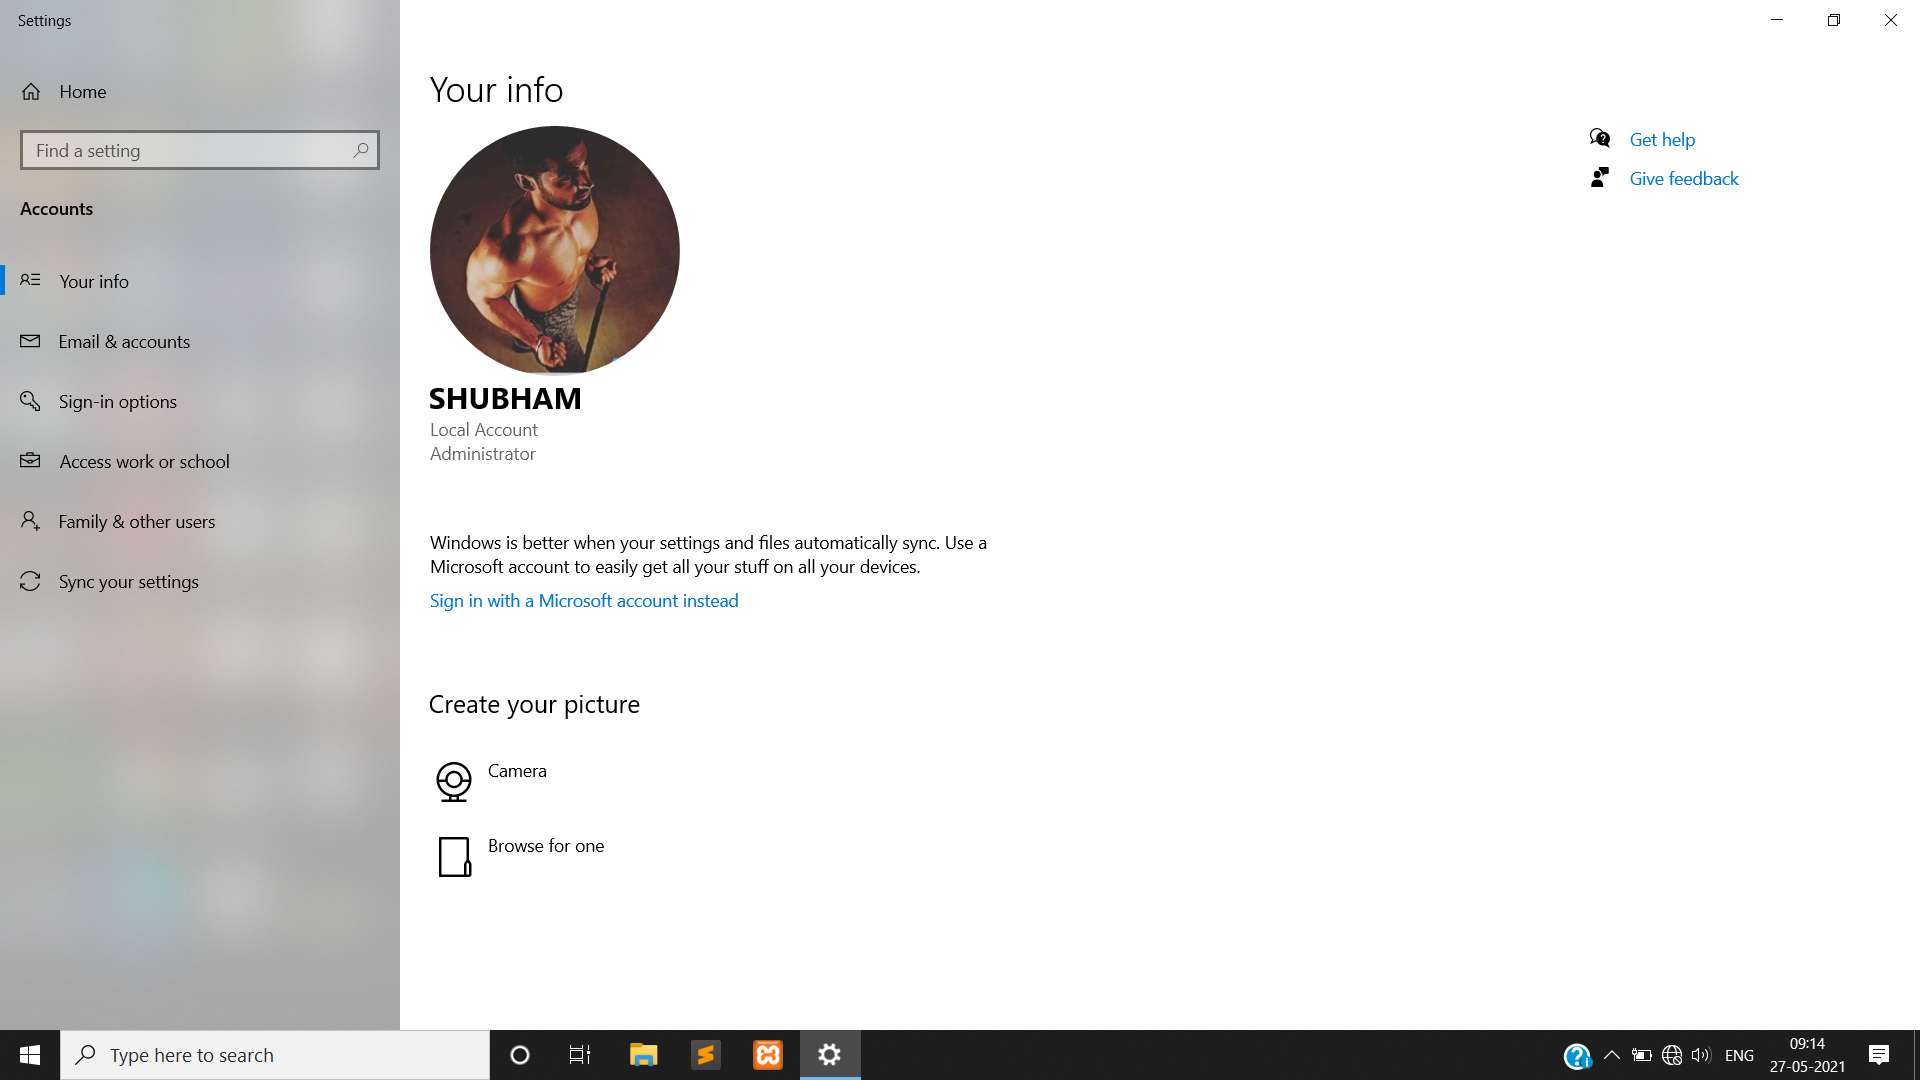 Settings
Home
Find a setting
Accounts
Your info
Email & accounts
Sign-in options
Access work or school
Family & other users
Sync your settings
Your info
SHUBHAM
Local Account
Administrator
Windows is better when your settings and files automatically sync. Use a
Microsoft account to easily get all your stuff on all your devices.
Sign in with a Microsoft account instead
Create your picture
Camera
Browse for one
Get help
Give feedback
Type here to search
ENG
09:14
27-05-2021